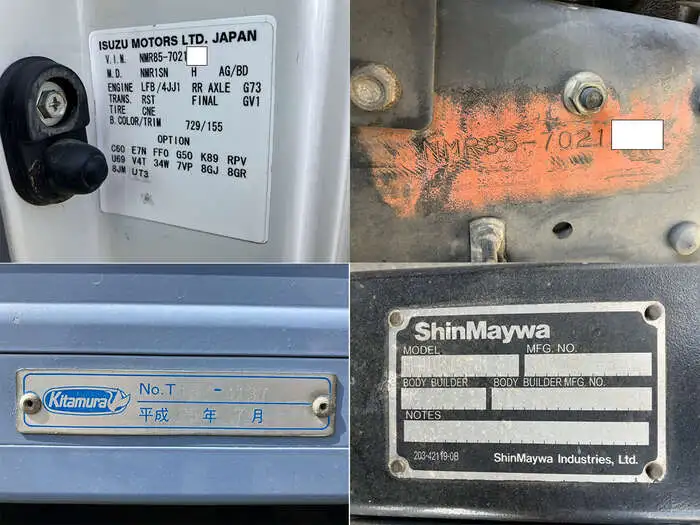 ISUZU MOTORS LTD. JAPAN
V.I.N. NMR85-7021
M.D. NMR1SN H AG/BD
ENGINE LFB/4JJ1 RR AXLE G73
TRANS. RST FINAL GV1
TIRE CNE
B.COLOR/TRIM 729/155
OPTION
C60 E7N FF0 G50 K89 RPV
U69 V4T 34W 7VP 8GJ 8GR
8JM UT3
NMR85-7021
Kitamura
No.T
平成 年 7月
ShinMaywa
MODEL MFG. NO.
BODY BUILDER BODY BUILDER MFG. NO.
NOTES
203-42119-0B ShinMaywa Industries, Ltd.